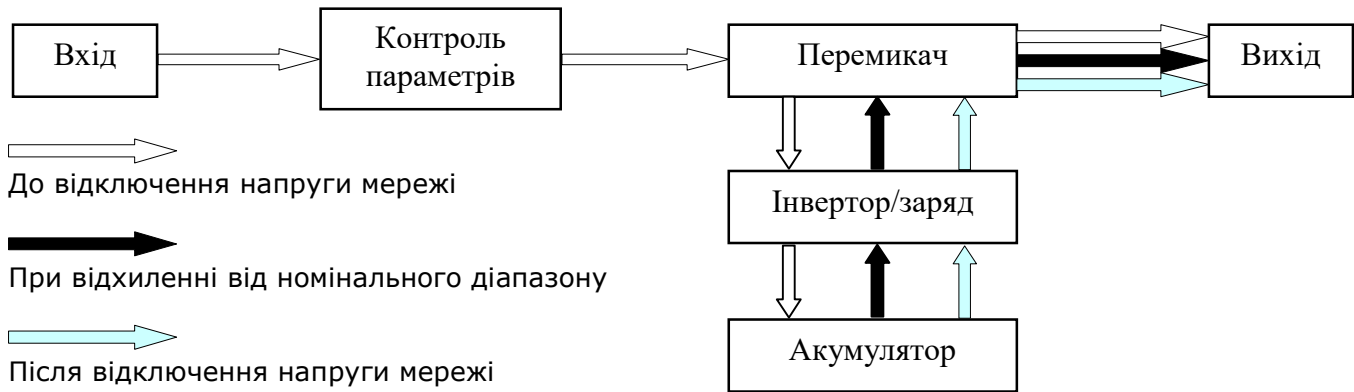 Вхід
Контроль
параметрів
Перемикач
Вихід
До відключення напруги мережі
Інвертор/заряд
При відхиленні від номінального діапазону
Акумулятор
Після відключення напруги мережі